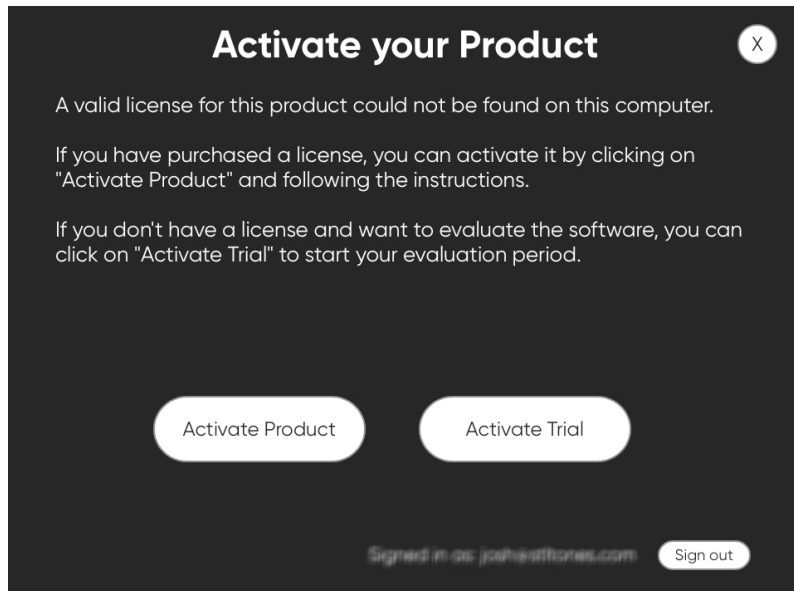 Activate your Product
X
A valid license for this product could not be found on this computer.
If you have purchased a license, you can activate it by clicking on
"Activate Product" and following the instructions.
If you don't have a license and want to evaluate the software, you can
click on "Activate Trial" to start your evaluation period.
Activate Product
Activate Trial
Signed in as:
Sign out